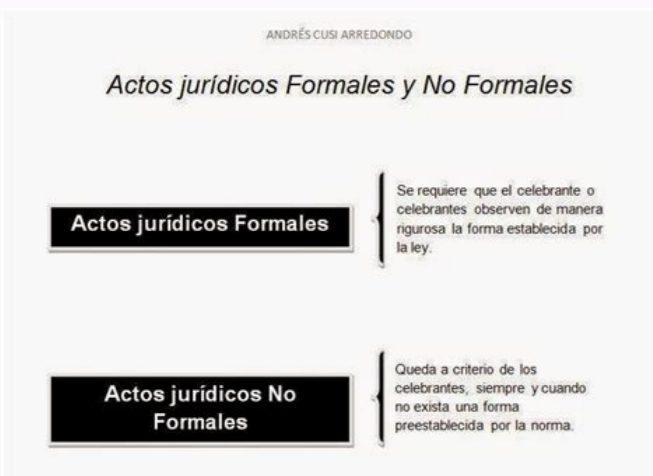 ANDRÉS CUSI ARREDONDO
Actos jurídicos Formales y No Formales
Actos jurídicos Formales
Se requiere que el celebrante o
celebrantes observen de manera
rigurosa la forma establecida por
la ley.
Actos jurídicos No
Formales
Queda a criterio de los
celebrantes, siempre y cuando
no exista una forma
preestablecida por la norma.